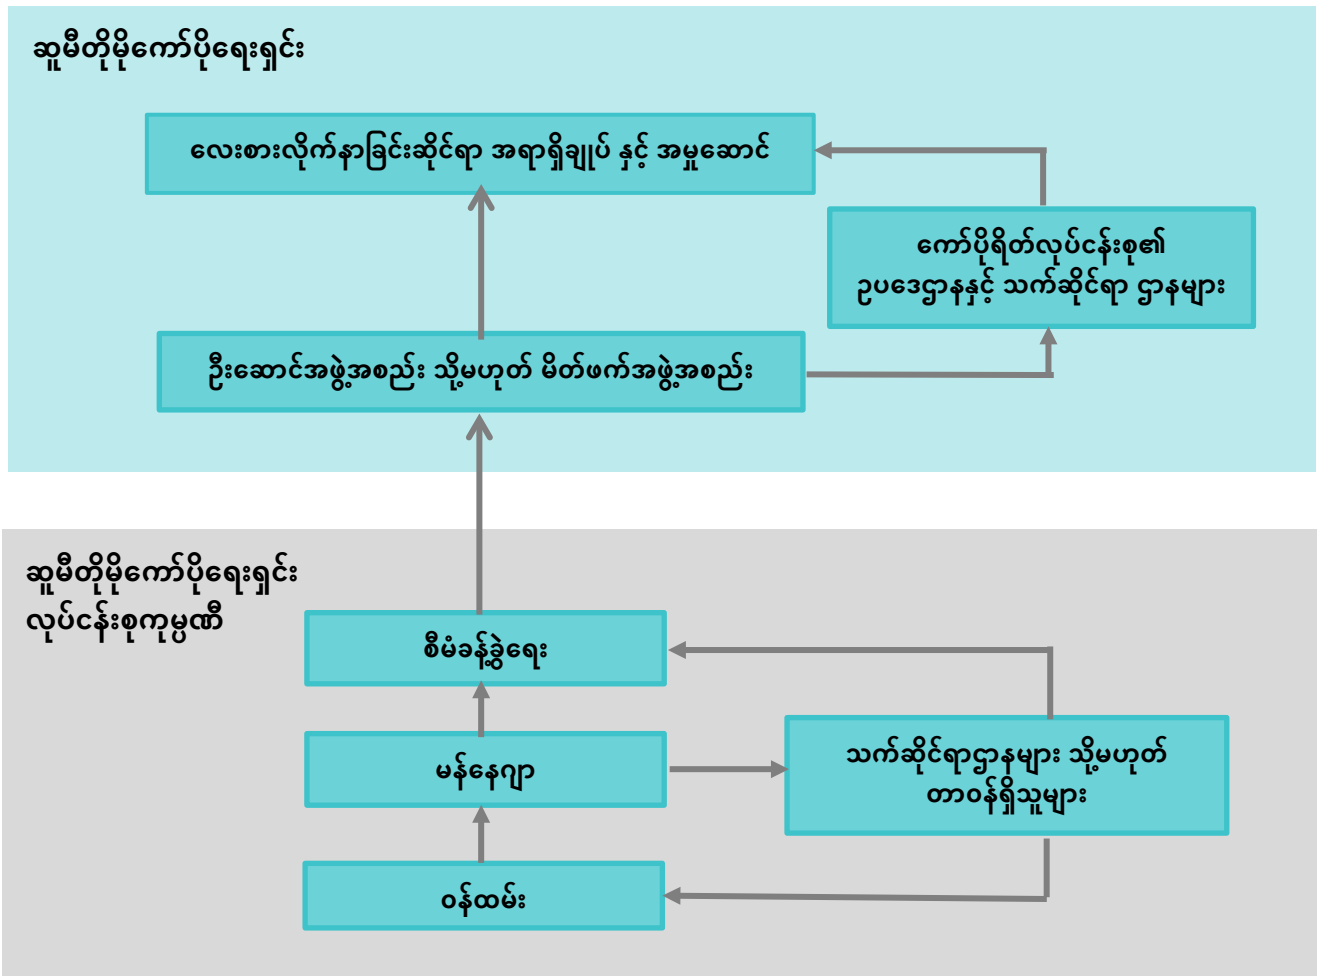 ဆူမီတိုမိုကော်ပိုရေးရှင်း
လေးစားလိုက်နာခြင်းဆိုင်ရာ အရာရှိချုပ် နှင့် အမှုဆောင်
ကော်ပိုရိတ်လုပ်ငန်းစု၏
ဥပဒေဌာနနှင့် သက်ဆိုင်ရာ ဌာနများ
ဦးဆောင်အဖွဲ့အစည်း သို့မဟုတ် မိတ်ဖက်အဖွဲ့အစည်း
ဆူမီတိုမိုကော်ပိုရေးရှင်း
လုပ်ငန်းစုကုမ္ပဏီ
စီမံခန့်ခွဲရေး
မန်နေဂျာ
သက်ဆိုင်ရာဌာနများ သို့မဟုတ်
တာဝန်ရှိသူများ
ဝန်ထမ်း